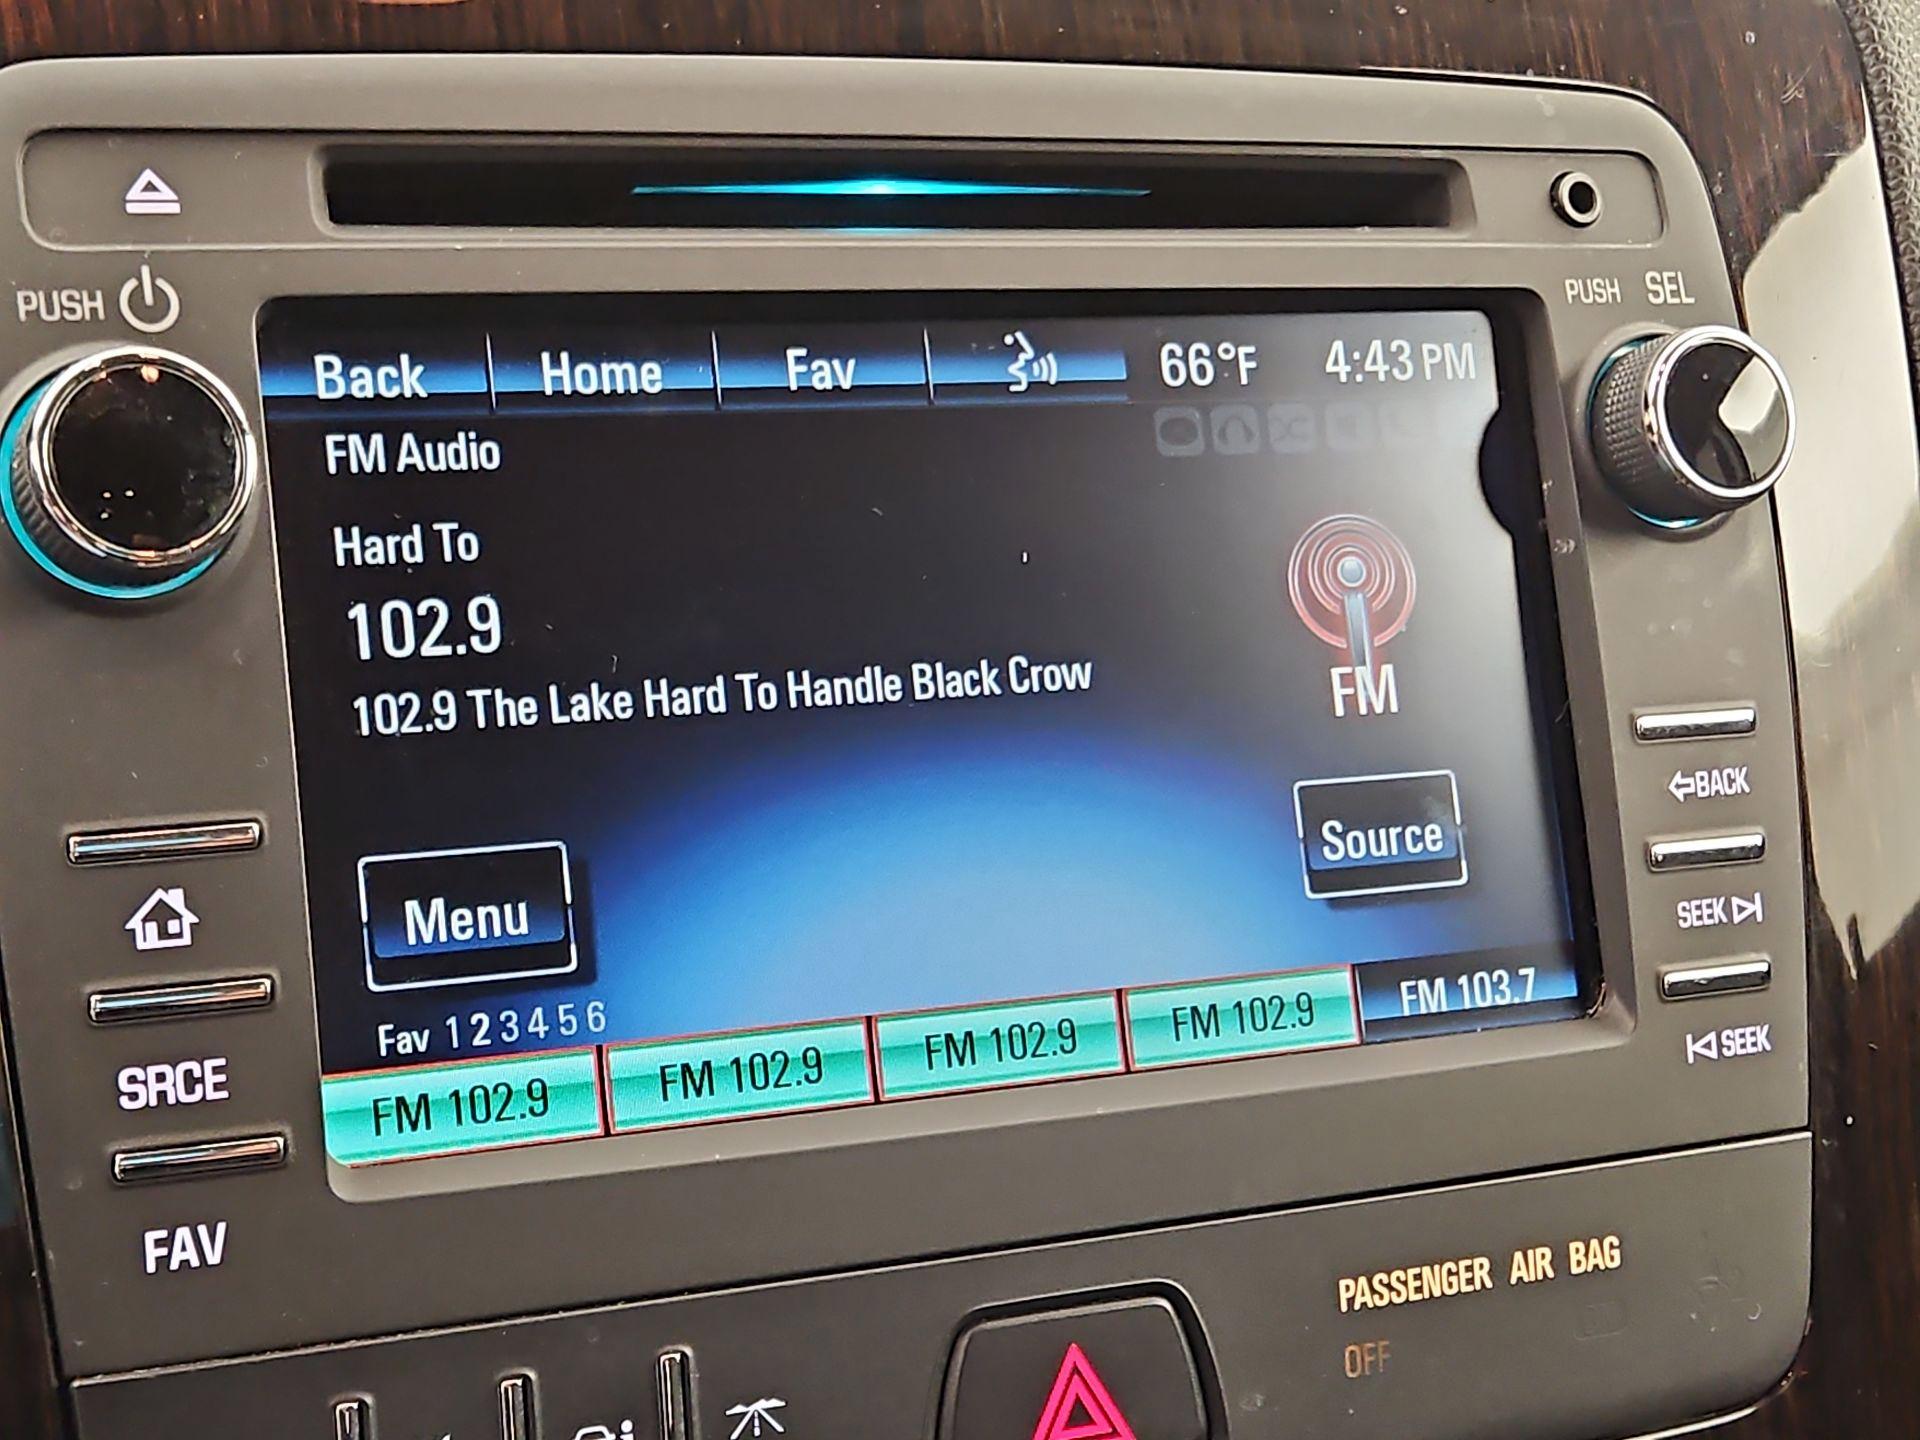 PUSH
PUSH SEL
Back Home Fav 66°F 4:43 PM
FM Audio
Hard To
102.9
102.9 The Lake Hard To Handle Black Crow
FM
Menu
Source
Fav 1 2 3 4 5 6
FM 102.9 FM 102.9 FM 102.9 FM 102.9 FM 103.7
SRCE
FAV
BACK
SEEK
SEEK
PASSENGER AIR BAG
OFF